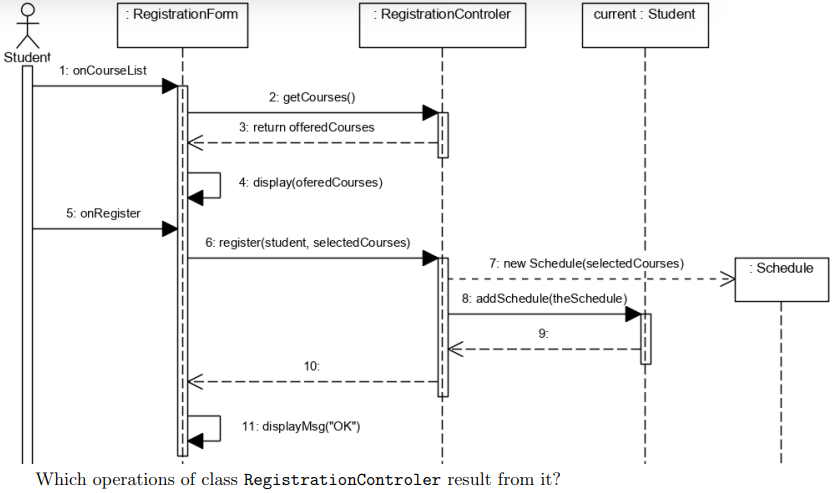 : RegistrationForm
: RegistrationControler
current : Student
Student
1: onCourseList
2: getCourses()
3: return offeredCourses
4: display(oferedCourses)
5: onRegister
6: register(student, selectedCourses)
7: new Schedule(selectedCourses)
: Schedule
8: addSchedule(theSchedule)
9:
10:
11: displayMsg("OK")
Which operations of class RegistrationControler result from it?